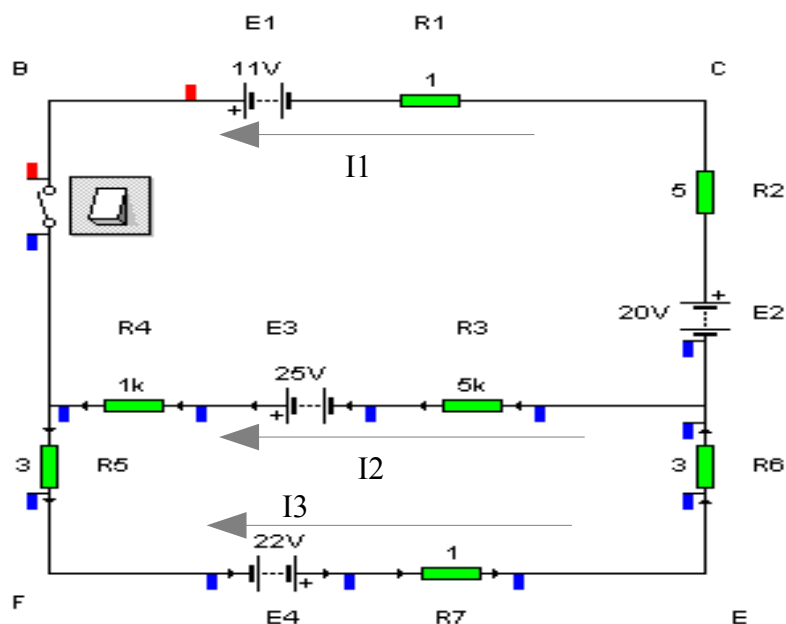 E1 R1
B 11V 1 C
+
I1
5 R2
+
20V E2
R4 E3 R3
1k 25V 5k
+
3 R5 I2 3 R6
I3
22V 1
+
F E4 R7 E